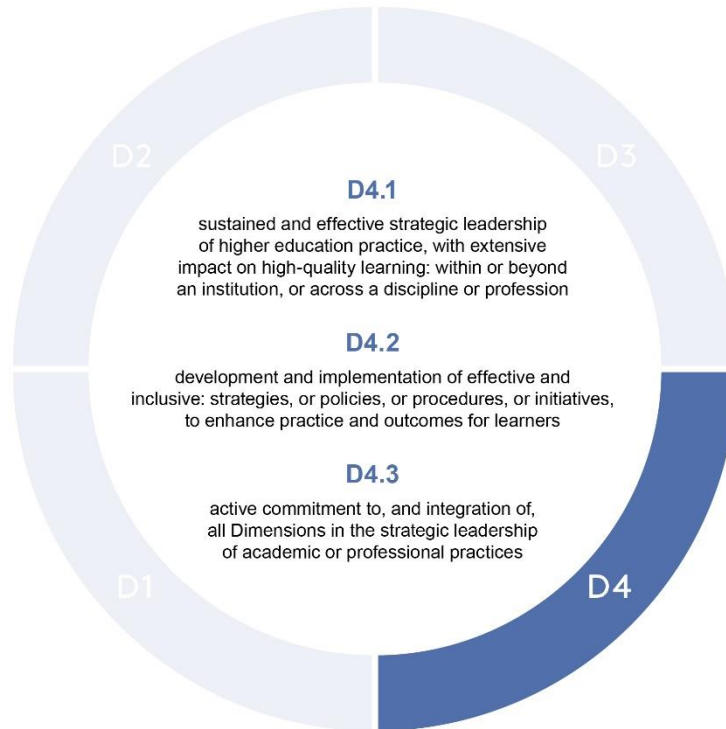 D2
D3
D4.1
sustained and effective strategic leadership
of higher education practice, with extensive
impact on high-quality learning: within or beyond
an institution, or across a discipline or profession
D4.2
development and implementation of effective and
inclusive: strategies, or policies, or procedures, or initiatives,
to enhance practice and outcomes for learners
D4.3
active commitment to, and integration of,
all Dimensions in the strategic leadership
of academic or professional practices
D1
D4